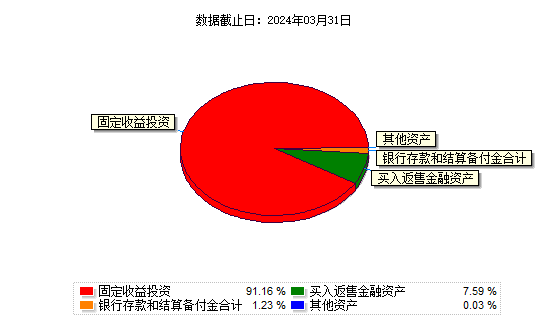 数据截止日：2024年03月31日
固定收益投资
其他资产
银行存款和结算备付金合计
买入返售金融资产
固定收益投资 91.16 % 买入返售金融资产 7.59 %
银行存款和结算备付金合计 1.23 % 其他资产 0.03 %